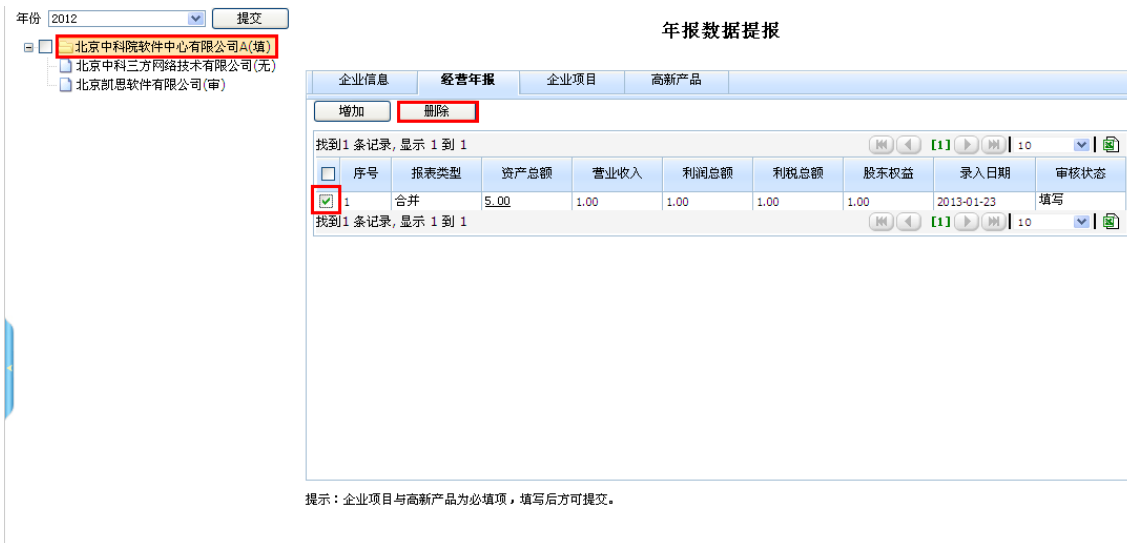 年份 2012 提交
北京中科院软件中心有限公司A(填)
北京中科三方网络技术有限公司(无)
北京凯思软件有限公司(审)
年报数据提报
企业信息 经营年报 企业项目 高新产品
增加 删除
找到1 条记录, 显示 1 到 1 [1] 10
序号 报表类型 资产总额 营业收入 利润总额 利税总额 股东权益 录入日期 审核状态
1 合并 5.00 1.00 1.00 1.00 1.00 2013-01-23 填写
找到1 条记录, 显示 1 到 1 [1] 10
提示：企业项目与高新产品为必填项，填写后方可提交。